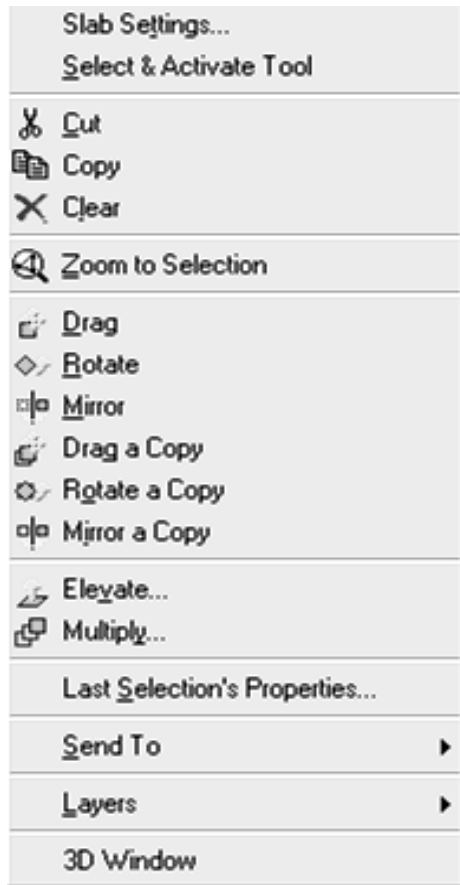 Slab Settings...
Select & Activate Tool
Cut
Copy
Clear
Zoom to Selection
Drag
Rotate
Mirror
Drag a Copy
Rotate a Copy
Mirror a Copy
Elevate...
Multiply...
Last Selection's Properties...
Send To
Layers
3D Window